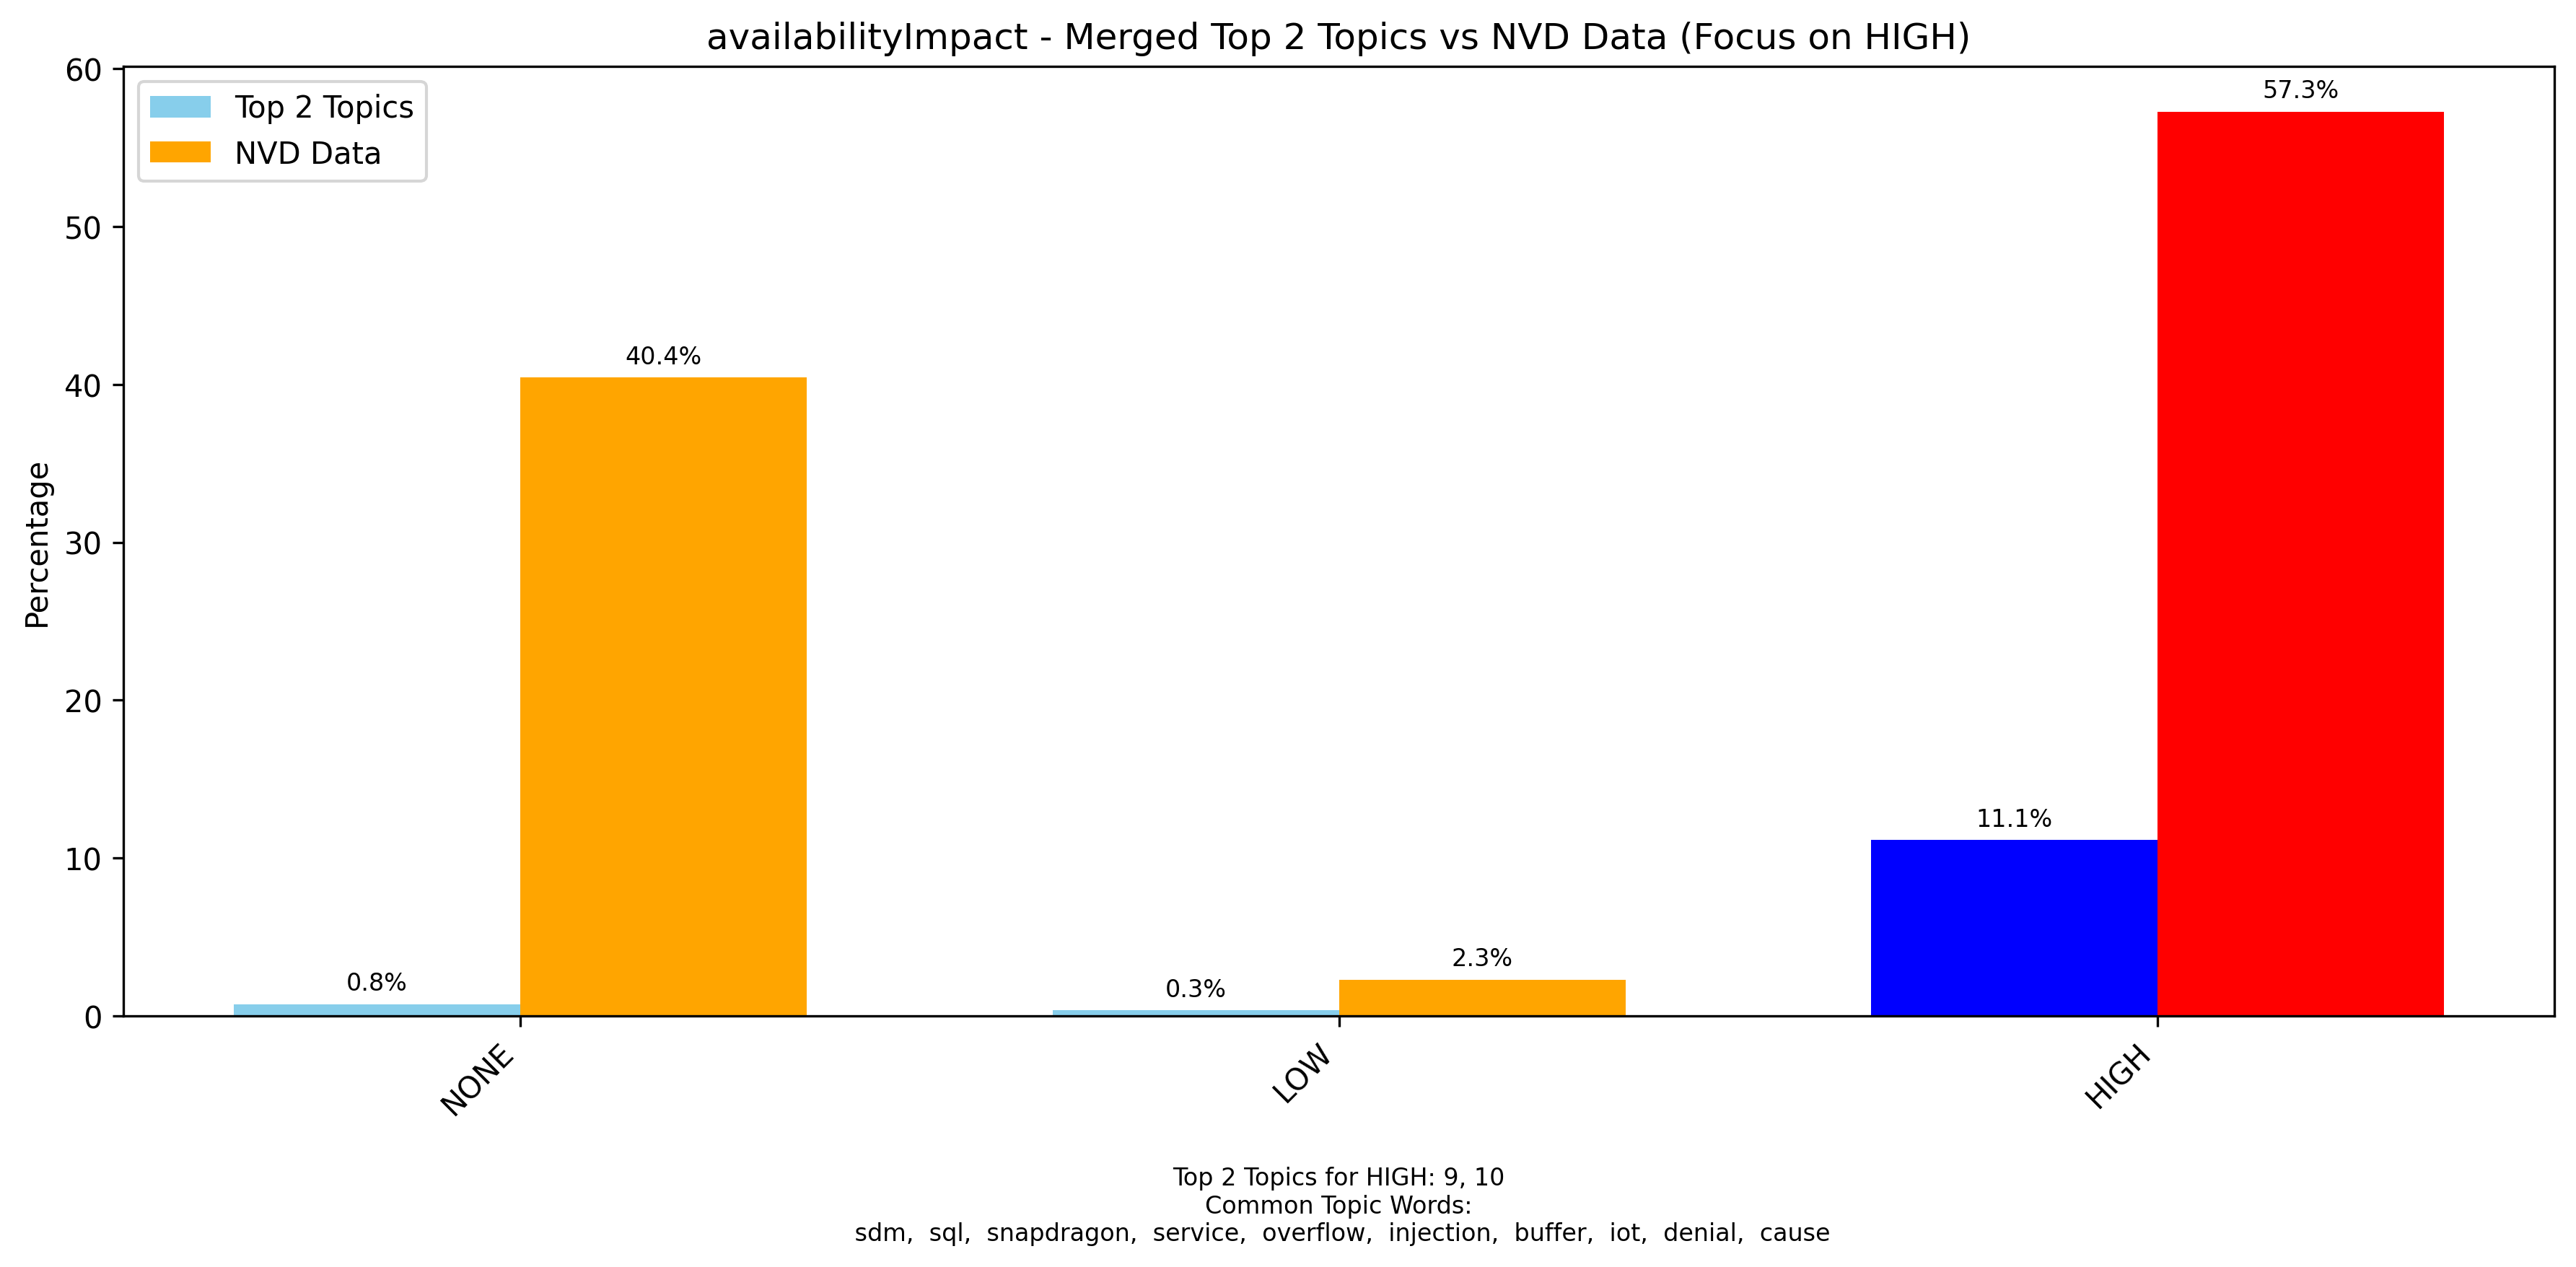 availabilityImpact - Merged Top 2 Topics vs NVD Data (Focus on HIGH)
Top 2 Topics
NVD Data
Percentage
60
50
40
30
20
10
0
0.8%
40.4%
0.3%
2.3%
11.1%
57.3%
NONE
LOW
HIGH
Top 2 Topics for HIGH: 9, 10
Common Topic Words:
sdm, sql, snapdragon, service, overflow, injection, buffer, iot, denial, cause